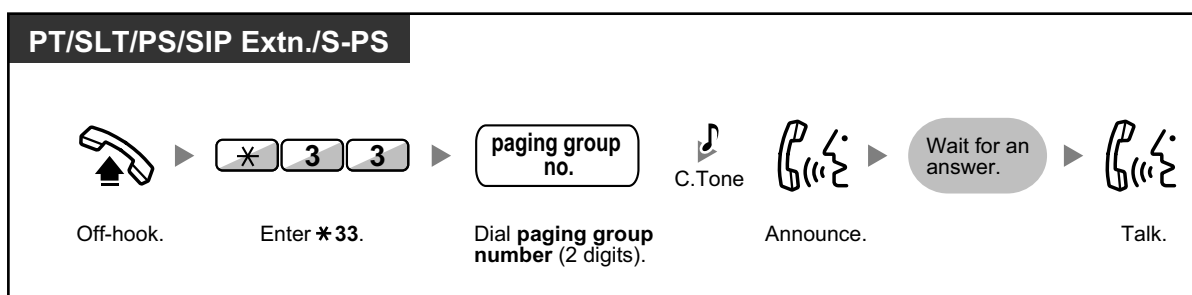 PT/SLT/PS/SIP Extn./S-PS
✳ 3 3
paging group
no.
C.Tone
Wait for an
answer.
Off-hook.
Enter ✳33.
Dial paging group
number (2 digits).
Announce.
Talk.